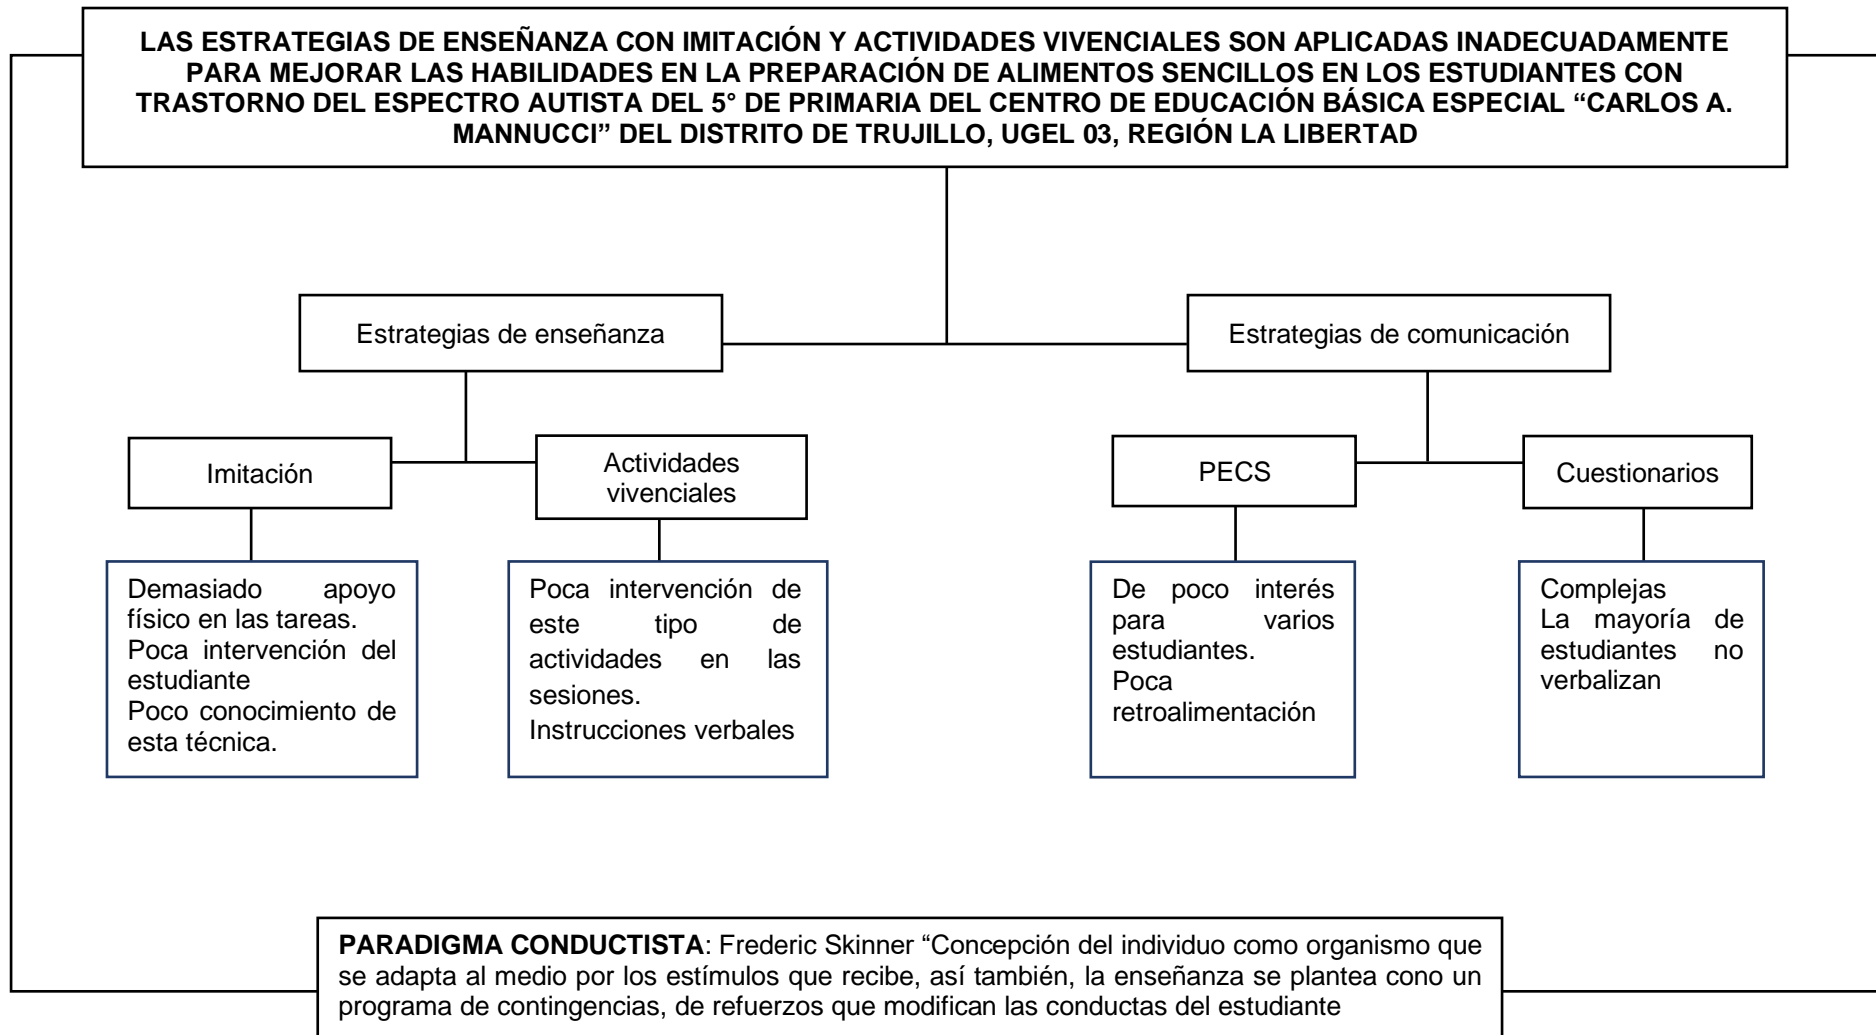 LAS ESTRATEGIAS DE ENSEÑANZA CON IMITACIÓN Y ACTIVIDADES VIVENCIALES SON APLICADAS INADECUADAMENTE
PARA MEJORAR LAS HABILIDADES EN LA PREPARACIÓN DE ALIMENTOS SENCILLOS EN LOS ESTUDIANTES CON
TRASTORNO DEL ESPECTRO AUTISTA DEL 5° DE PRIMARIA DEL CENTRO DE EDUCACIÓN BÁSICA ESPECIAL “CARLOS A.
MANNUCCI” DEL DISTRITO DE TRUJILLO, UGEL 03, REGIÓN LA LIBERTAD
Estrategias de enseñanza
Estrategias de comunicación
Imitación
Actividades
vivenciales
PECS
Cuestionarios
Demasiado apoyo
físico en las tareas.
Poca intervención del
estudiante
Poco conocimiento de
esta técnica.
Poca intervención de
este tipo de
actividades en las
sesiones.
Instrucciones verbales
De poco interés
para varios
estudiantes.
Poca
retroalimentación
Complejas
La mayoría de
estudiantes no
verbalizan
PARADIGMA CONDUCTISTA: Frederic Skinner “Concepción del individuo como organismo que
se adapta al medio por los estímulos que recibe, así también, la enseñanza se plantea cono un
programa de contingencias, de refuerzos que modifican las conductas del estudiante